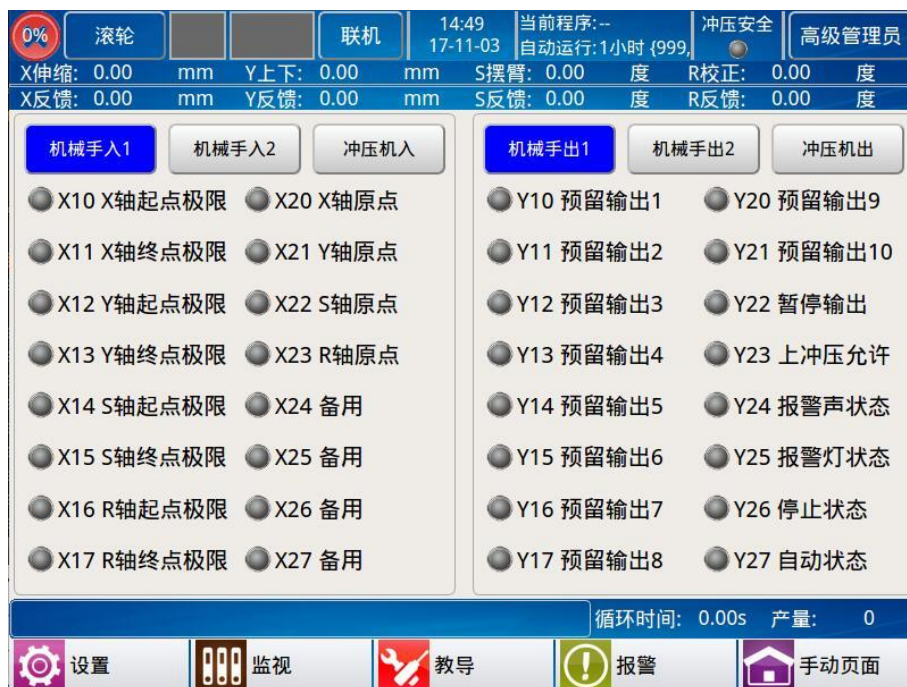 0% 滚轮 联机 14:49 当前程序:-- 冲压安全 高级管理员
17-11-03 自动运行:1小时 {999,
X伸缩: 0.00 mm Y上下: 0.00 mm S摆臂: 0.00 度 R校正: 0.00 度
X反馈: 0.00 mm Y反馈: 0.00 mm S反馈: 0.00 度 R反馈: 0.00 度
机械手入1 机械手入2 冲压机入 机械手出1 机械手出2 冲压机出
X10 X轴起点极限 X20 X轴原点 Y10 预留输出1 Y20 预留输出9
X11 X轴终点极限 X21 Y轴原点 Y11 预留输出2 Y21 预留输出10
X12 Y轴起点极限 X22 S轴原点 Y12 预留输出3 Y22 暂停输出
X13 Y轴终点极限 X23 R轴原点 Y13 预留输出4 Y23 上冲压允许
X14 S轴起点极限 X24 备用 Y14 预留输出5 Y24 报警声状态
X15 S轴终点极限 X25 备用 Y15 预留输出6 Y25 报警灯状态
X16 R轴起点极限 X26 备用 Y16 预留输出7 Y26 停止状态
X17 R轴终点极限 X27 备用 Y17 预留输出8 Y27 自动状态
循环时间: 0.00s 产量: 0
设置 监视 教导 报警 手动页面